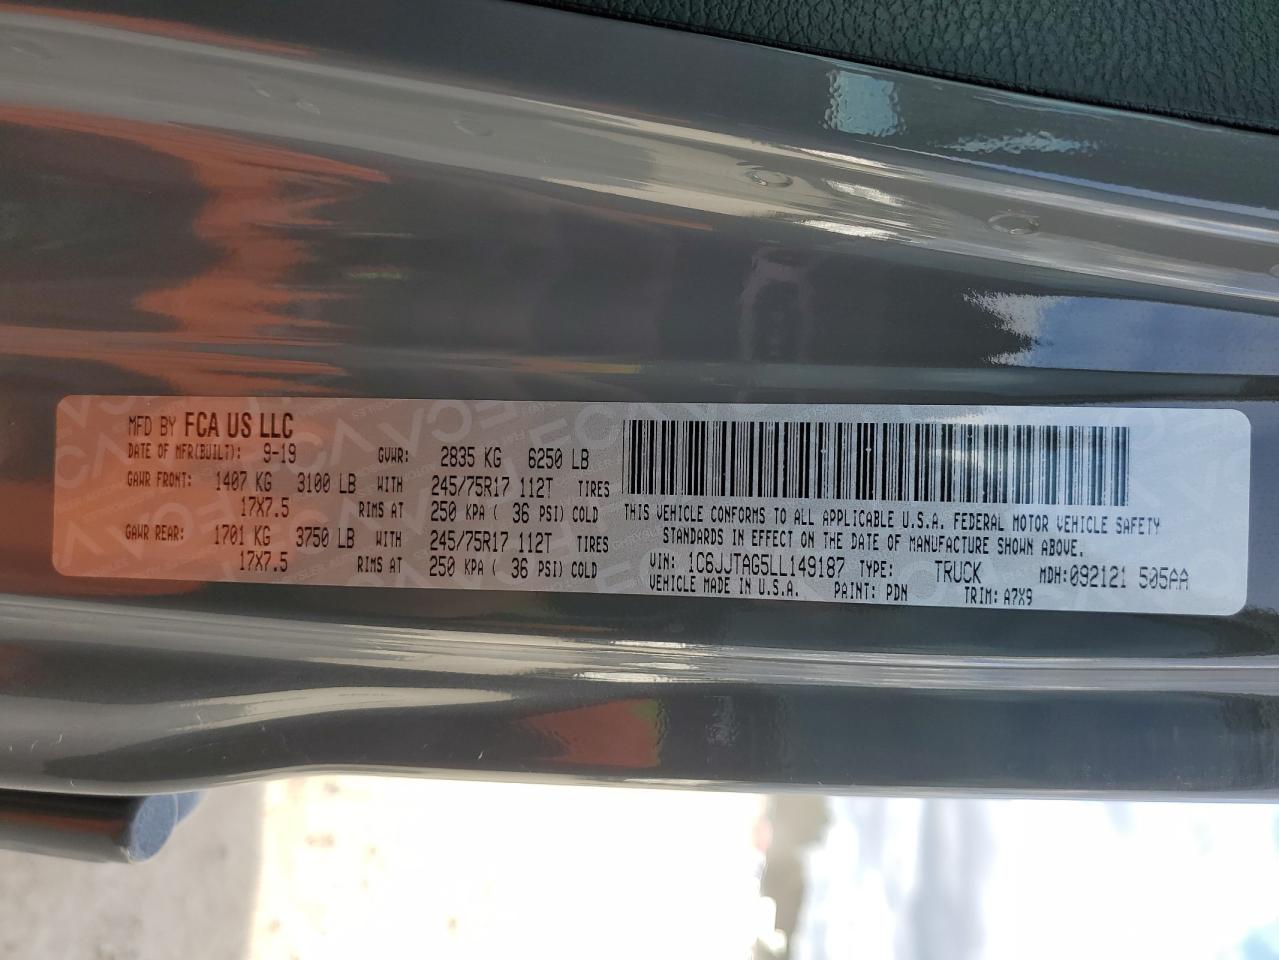 MFD BY FCA US LLC
DATE OF MFR(BUILT): 9-19 GVWR: 2835 KG 6250 LB
GAWR FRONT: 1407 KG 3100 LB WITH 245/75R17 112T TIRES
17X7.5 RIMS AT 250 KPA ( 36 PSI) COLD
GAWR REAR: 1701 KG 3750 LB WITH 245/75R17 112T TIRES
17X7.5 RIMS AT 250 KPA ( 36 PSI) COLD
THIS VEHICLE CONFORMS TO ALL APPLICABLE U.S.A. FEDERAL MOTOR VEHICLE SAFETY
STANDARDS IN EFFECT ON THE DATE OF MANUFACTURE SHOWN ABOVE.
VIN: 1C6JJTAG5LL149187 TYPE: TRUCK MDH:092121 505AA
VEHICLE MADE IN U.S.A. PAINT: PDN TRIM: A7X9